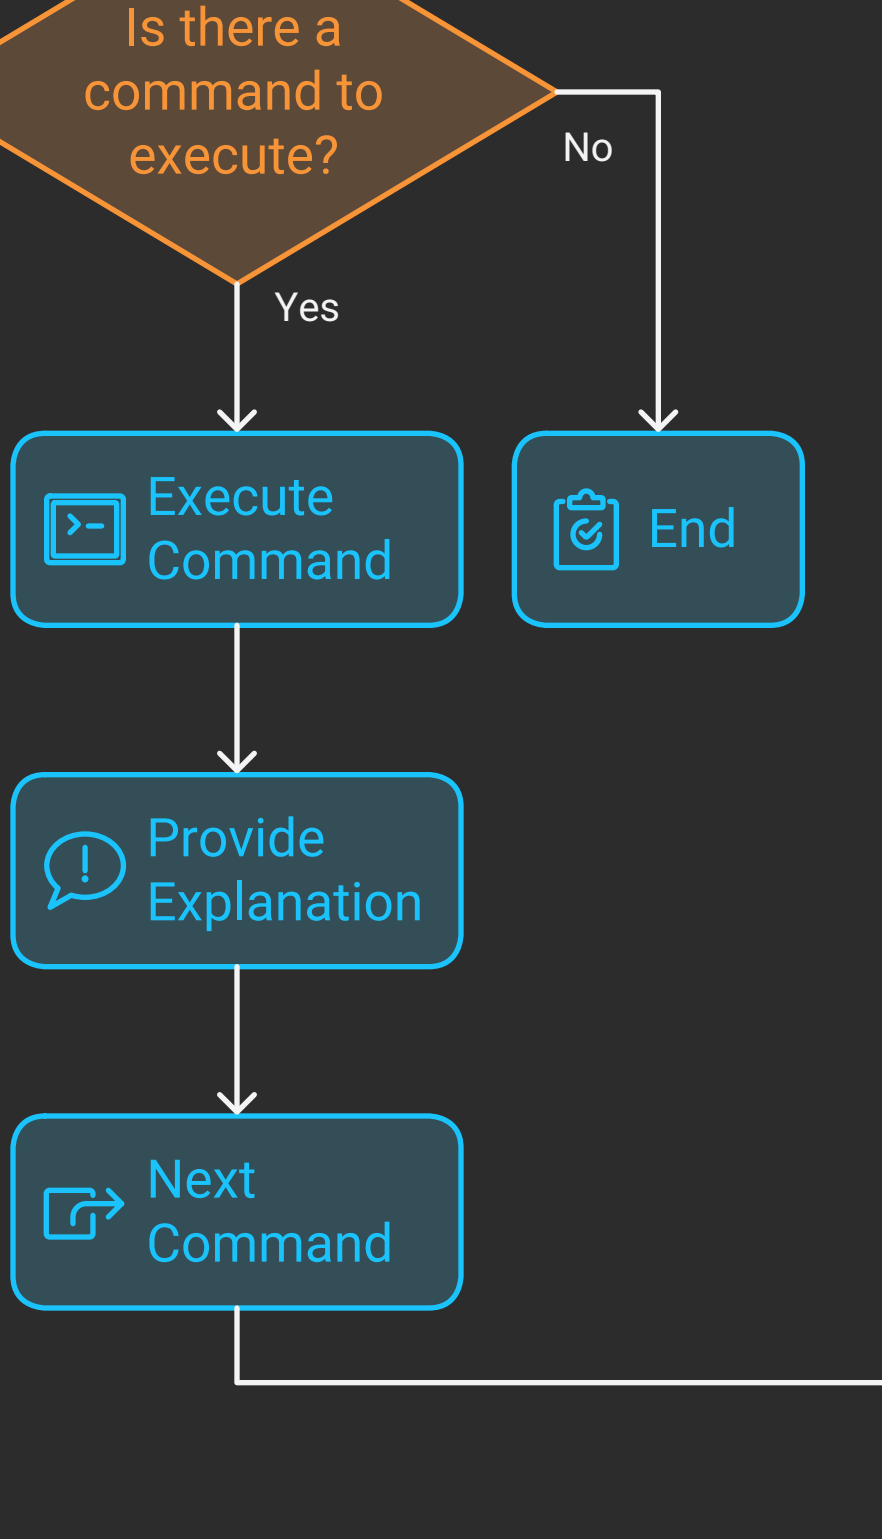 Is there a
command to
execute?
No
Yes
Execute
Command
End
Provide
Explanation
Next
Command